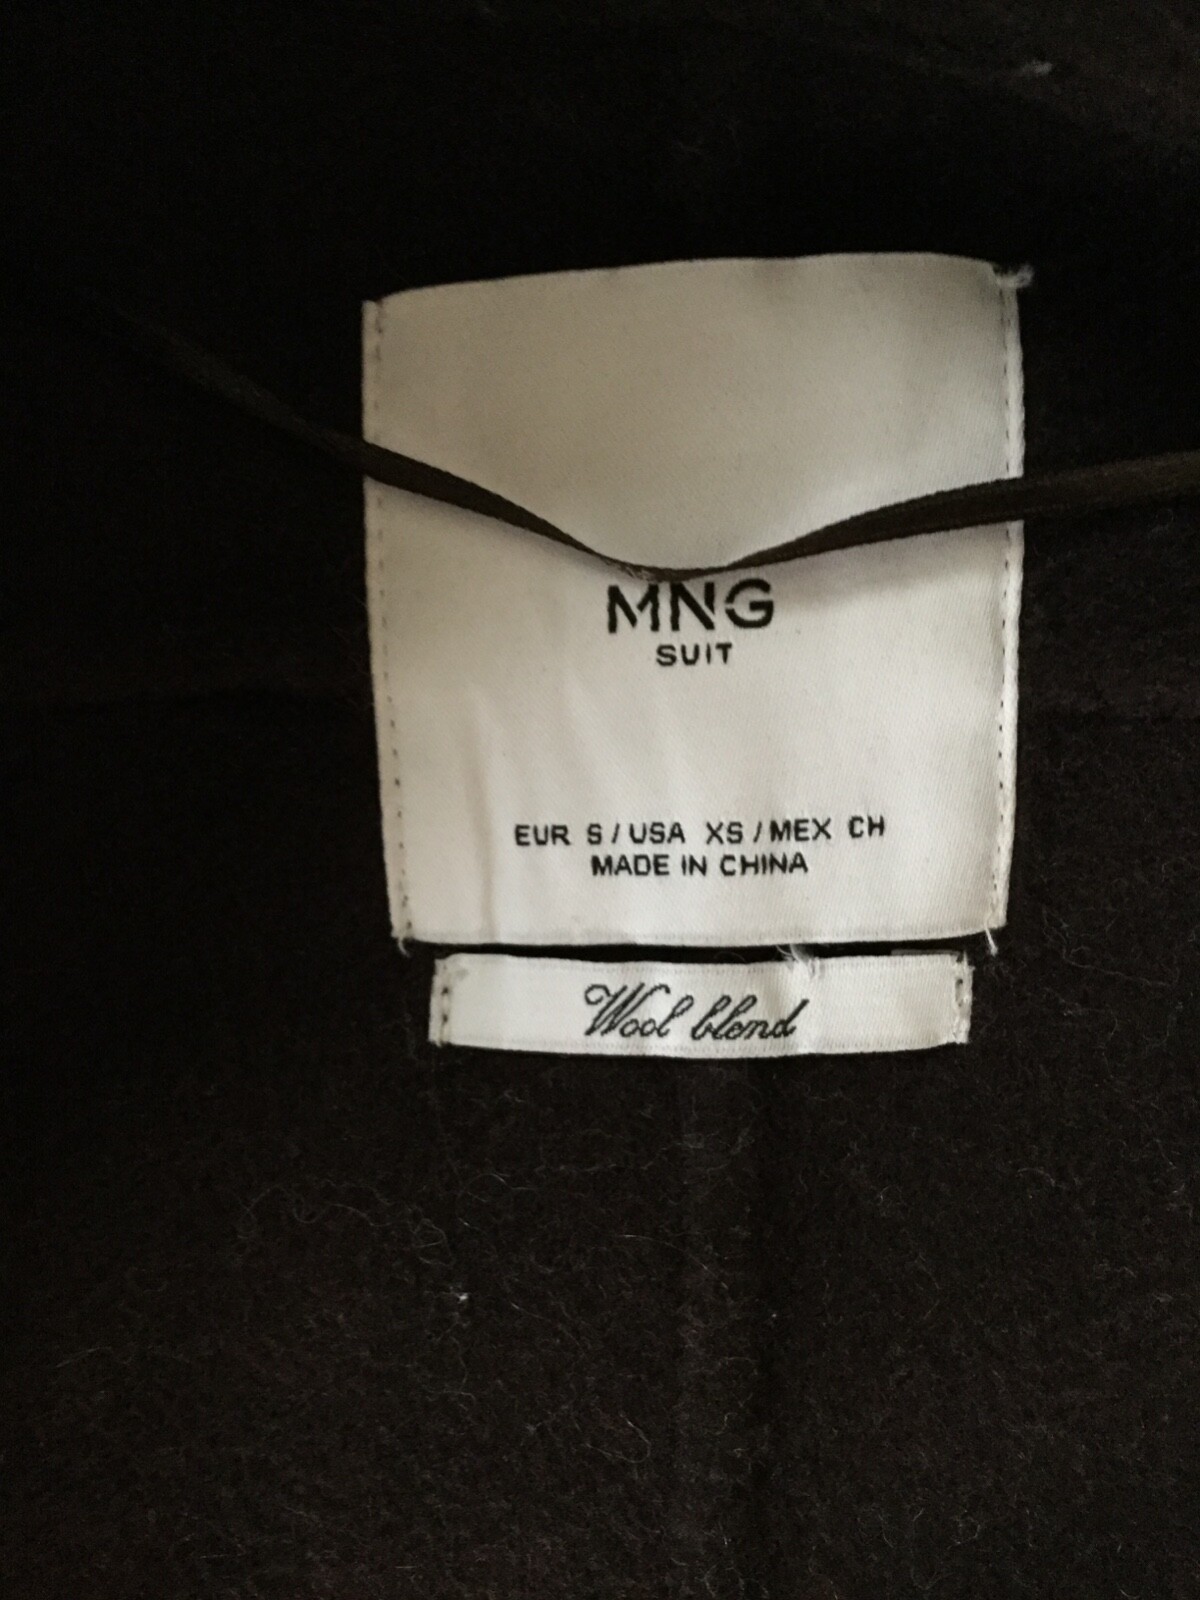 MNG
SUIT
EUR S / USA XS / MEX CH
MADE IN CHINA
Wool blend